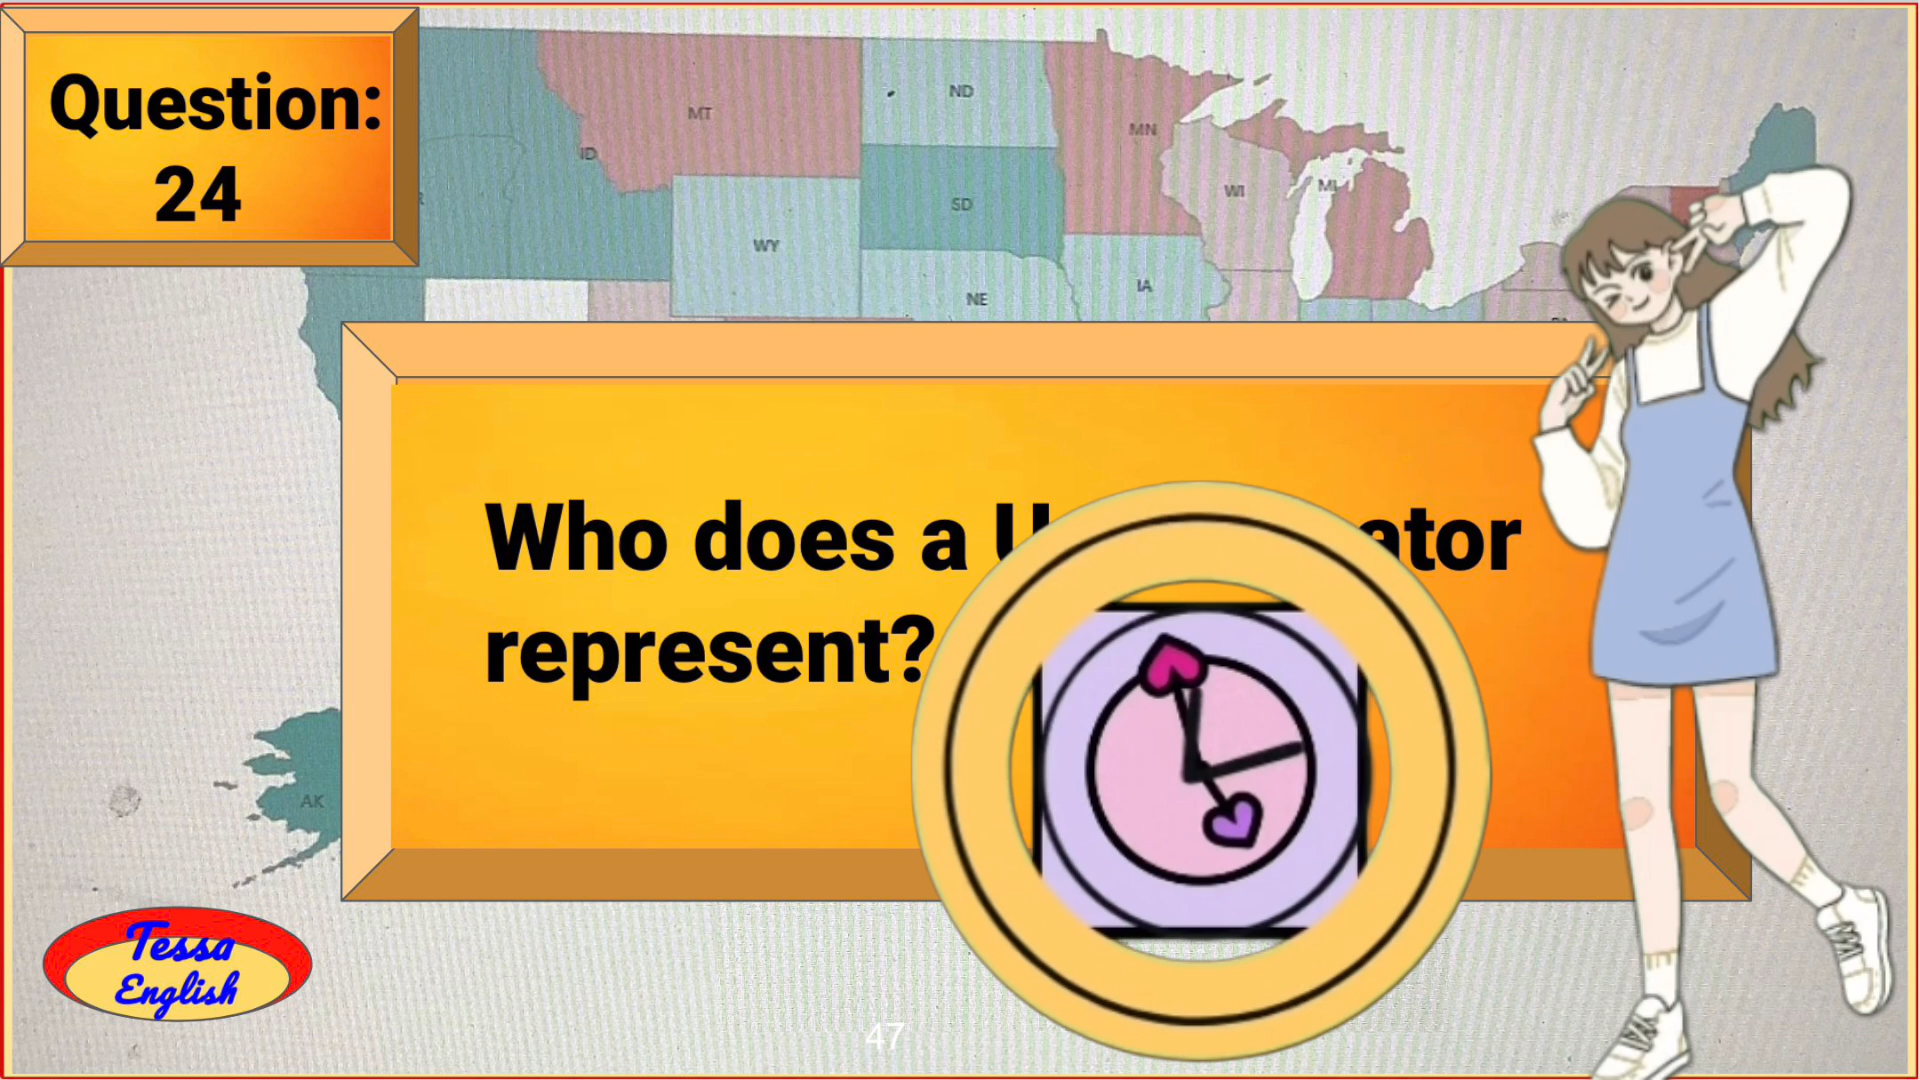 Question:
24
MT
ND
MN
ID
WI
MI
SD
WY
IA
NE
Who does a U ator
represent?
AK
Tessa
English
47